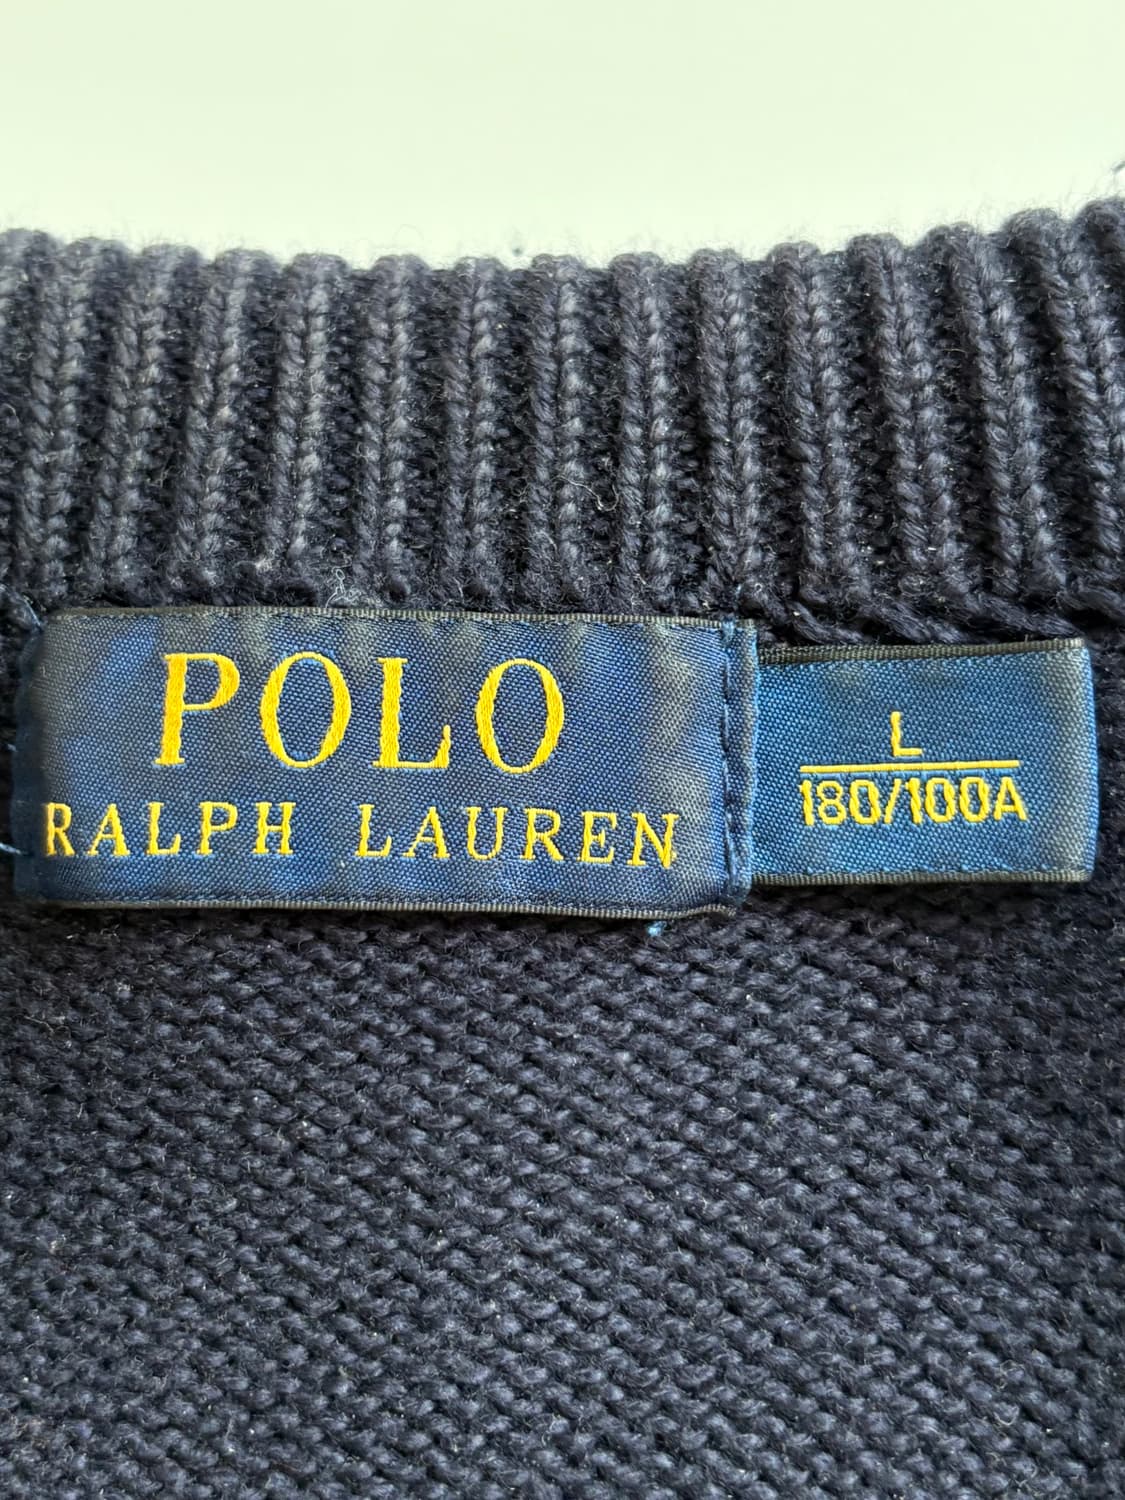 POLO
RALPH LAUREN
L
180/100A